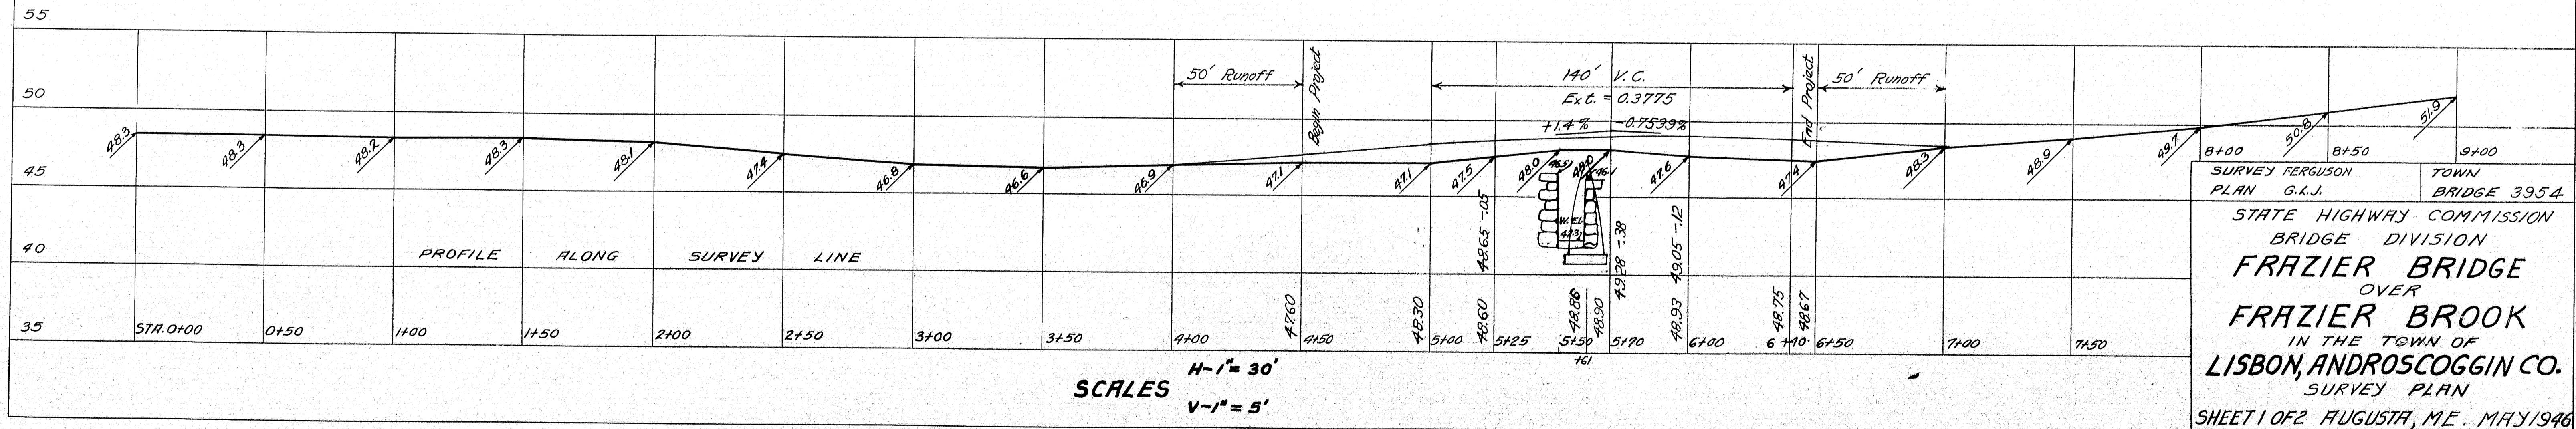 55
50
45
40
35
50' Runoff
Begin Project
140' V.C.
Ext. = 0.3775
+1.4% -0.7539%
End Project
50' Runoff
48.3
48.3
48.2
48.3
48.1
47.4
46.8
46.6
46.9
47.1
47.1
47.5
48.0
48.0
47.6
47.4
48.3
48.9
49.7
50.8
51.9
46.1
W. EL.
PROFILE ALONG SURVEY LINE
47.60
48.30
48.60 48.65 -.05
48.86
48.90
49.28 -.38
48.93 49.05 -.12
48.75
48.67
STA. 0+00
0+50
1+00
1+50
2+00
2+50
3+00
3+50
4+00
4+50
5+00
5+25
5+50
+61
5+70
6+00
6+40
6+50
7+00
7+50
8+00
8+50
9+00
SCALES
H-1"= 30'
V-1"= 5'
SURVEY FERGUSON
PLAN G.L.J.
TOWN
BRIDGE 3954
STATE HIGHWAY COMMISSION
BRIDGE DIVISION
FRAZIER BRIDGE
OVER
FRAZIER BROOK
IN THE TOWN OF
LISBON, ANDROSCOGGIN CO.
SURVEY PLAN
SHEET 1 OF 2 AUGUSTA, ME. MAY 1946